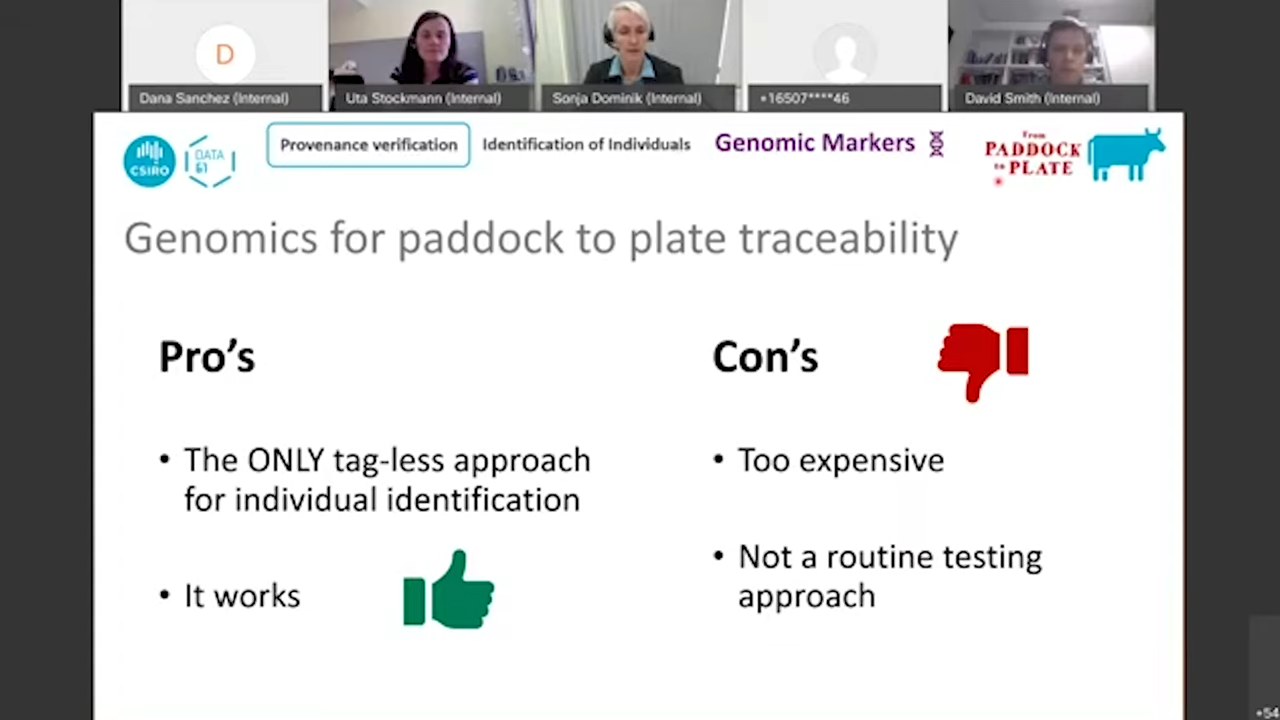 D
Dana Sanchez (Internal)
Uta Stockmann (Internal)
Sonja Dominik (Internal)
+16507****46
David Smith (Internal)
CSIRO
DATA
61
Provenance verification
Identification of Individuals
Genomic Markers
From
PADDOCK
to PLATE
Genomics for paddock to plate traceability
Pro's
• The ONLY tag-less approach
for individual identification
• It works
Con's
• Too expensive
• Not a routine testing
approach
+54